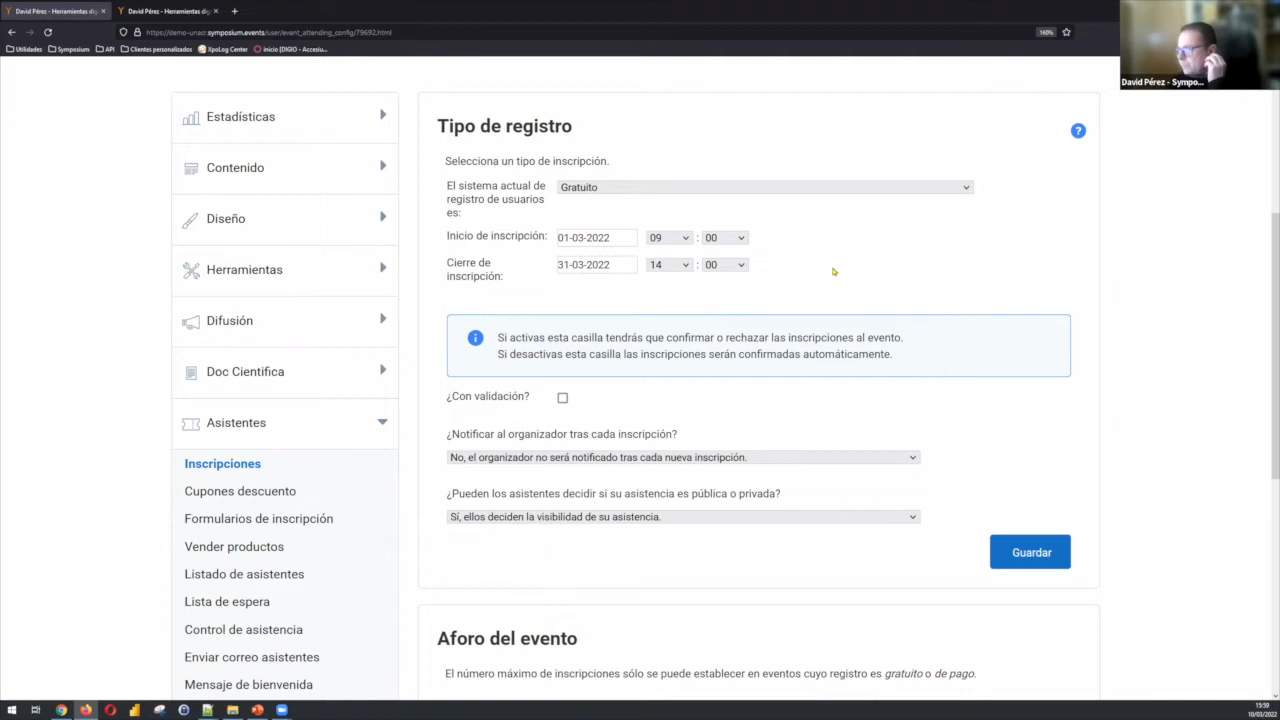 David Pérez - Herramientas dig
David Pérez - Herramientas dig
https://demo-unacr.symposium.events/user/event_attending_config/79692.html
160%
Utilidades
Symposium
API
Clientes personalizados
XpoLog Center
inicio [DIGIO - Accesiu...
David Pérez - Sympo...
Estadísticas
Contenido
Diseño
Herramientas
Difusión
Doc Cientifica
Asistentes
Inscripciones
Cupones descuento
Formularios de inscripción
Vender productos
Listado de asistentes
Lista de espera
Control de asistencia
Enviar correo asistentes
Mensaje de bienvenida
Tipo de registro
?
Selecciona un tipo de inscripción.
El sistema actual de
registro de usuarios
es:
Gratuito
Inicio de inscripción:
01-03-2022
09 : 00
Cierre de
inscripción:
31-03-2022
14 : 00
Si activas esta casilla tendrás que confirmar o rechazar las inscripciones al evento.
Si desactivas esta casilla las inscripciones serán confirmadas automáticamente.
¿Con validación?
¿Notificar al organizador tras cada inscripción?
No, el organizador no será notificado tras cada nueva inscripción.
¿Pueden los asistentes decidir si su asistencia es pública o privada?
Sí, ellos deciden la visibilidad de su asistencia.
Guardar
Aforo del evento
El número máximo de inscripciones sólo se puede establecer en eventos cuyo registro es gratuito o de pago.
15:59
10/03/2022